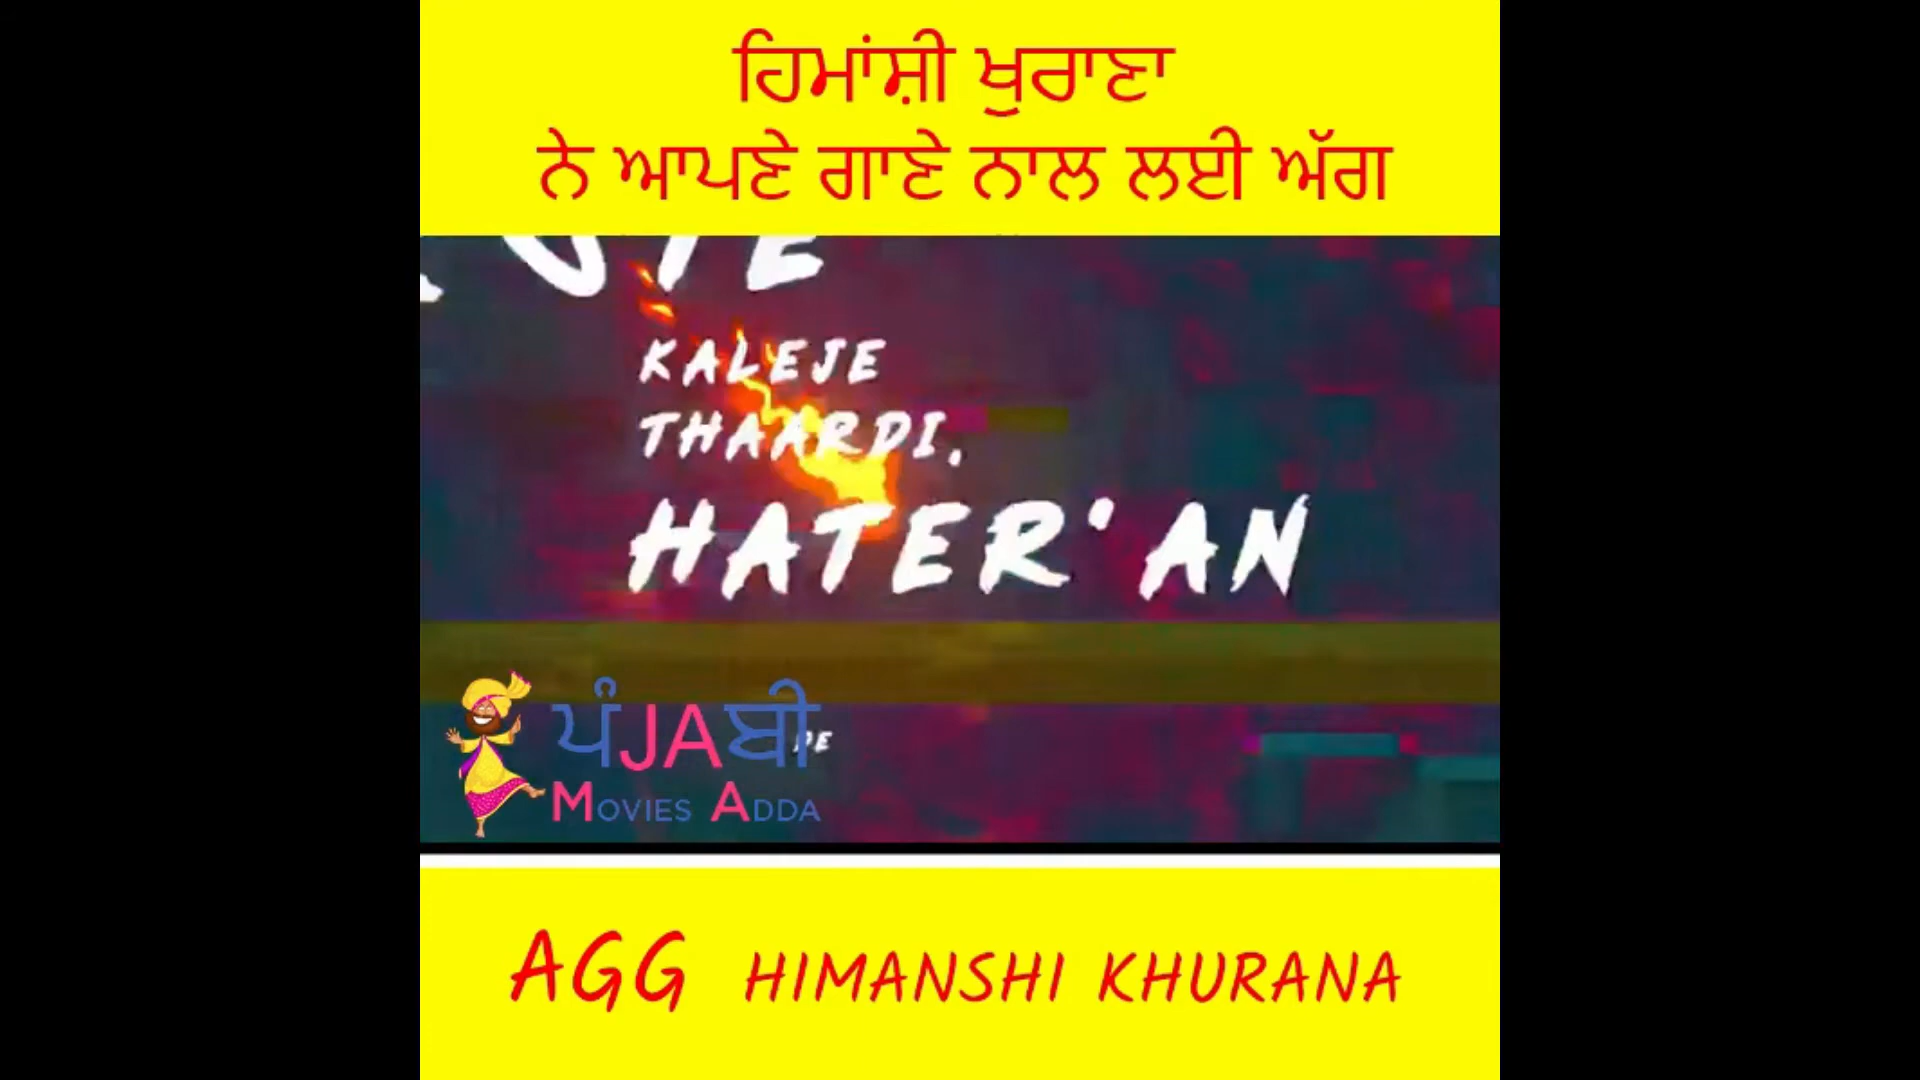 ਹਿਮਾਂਸ਼ੀ ਖੁਰਾਣਾ
ਨੇ ਆਪਣੇ ਗਾਣੇ ਨਾਲ ਲਈ ਅੱਗ
KALEJE
THAARDI.
HATER'AN
ਪੰJAਬੀ
MOVIES ADDA
AGG HIMANSHI KHURANA